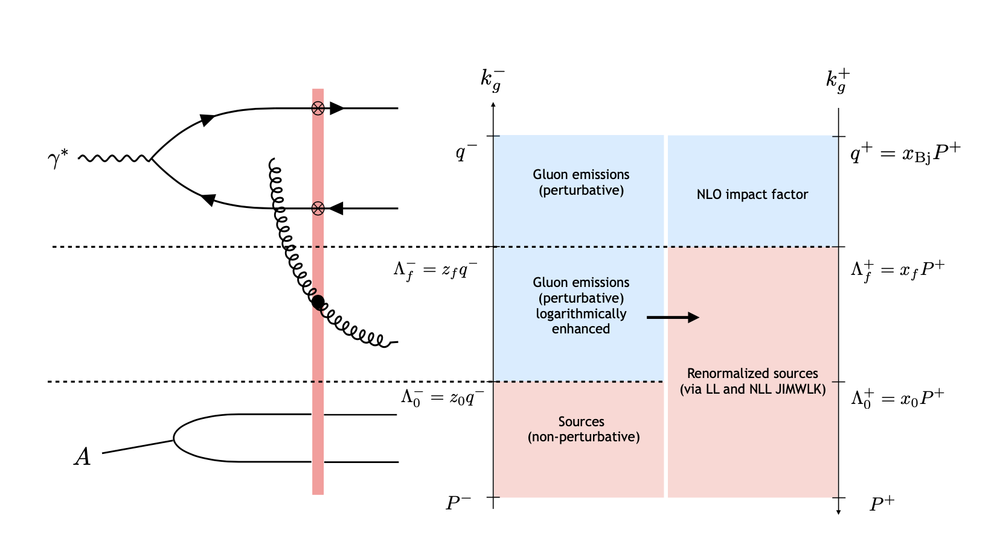 k_g^-
k_g^+
γ*
q^-
q^+ = x_Bj P^+
Gluon emissions
(perturbative)
NLO impact factor
Λ_f^- = z_f q^-
Λ_f^+ = x_f P^+
Gluon emissions
(perturbative)
logarithmically
enhanced
Renormalized sources
(via LL and NLL JIMWLK)
Λ_0^- = z_0 q^-
Λ_0^+ = x_0 P^+
Sources
(non-perturbative)
A
P^-
P^+